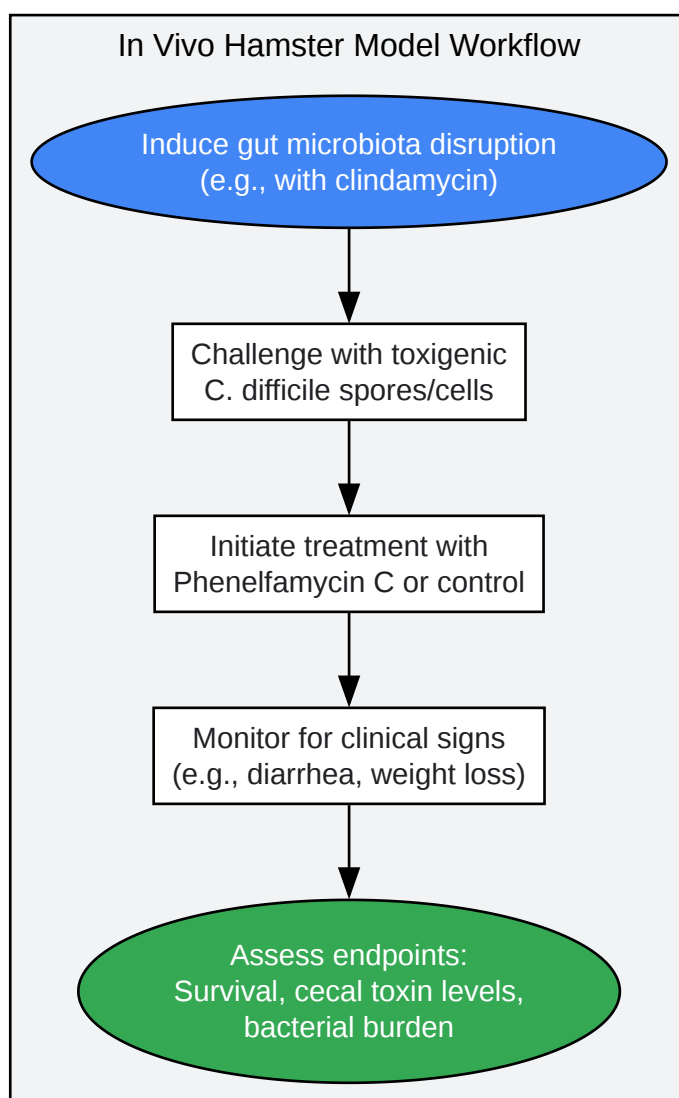 In Vivo Hamster Model Workflow
Induce gut microbiota disruption
(e.g., with clindamycin)
Challenge with toxigenic
C. difficile spores/cells
Initiate treatment with
Phenelfamycin C or control
Monitor for clinical signs
(e.g., diarrhea, weight loss)
Assess endpoints:
Survival, cecal toxin levels,
bacterial burden